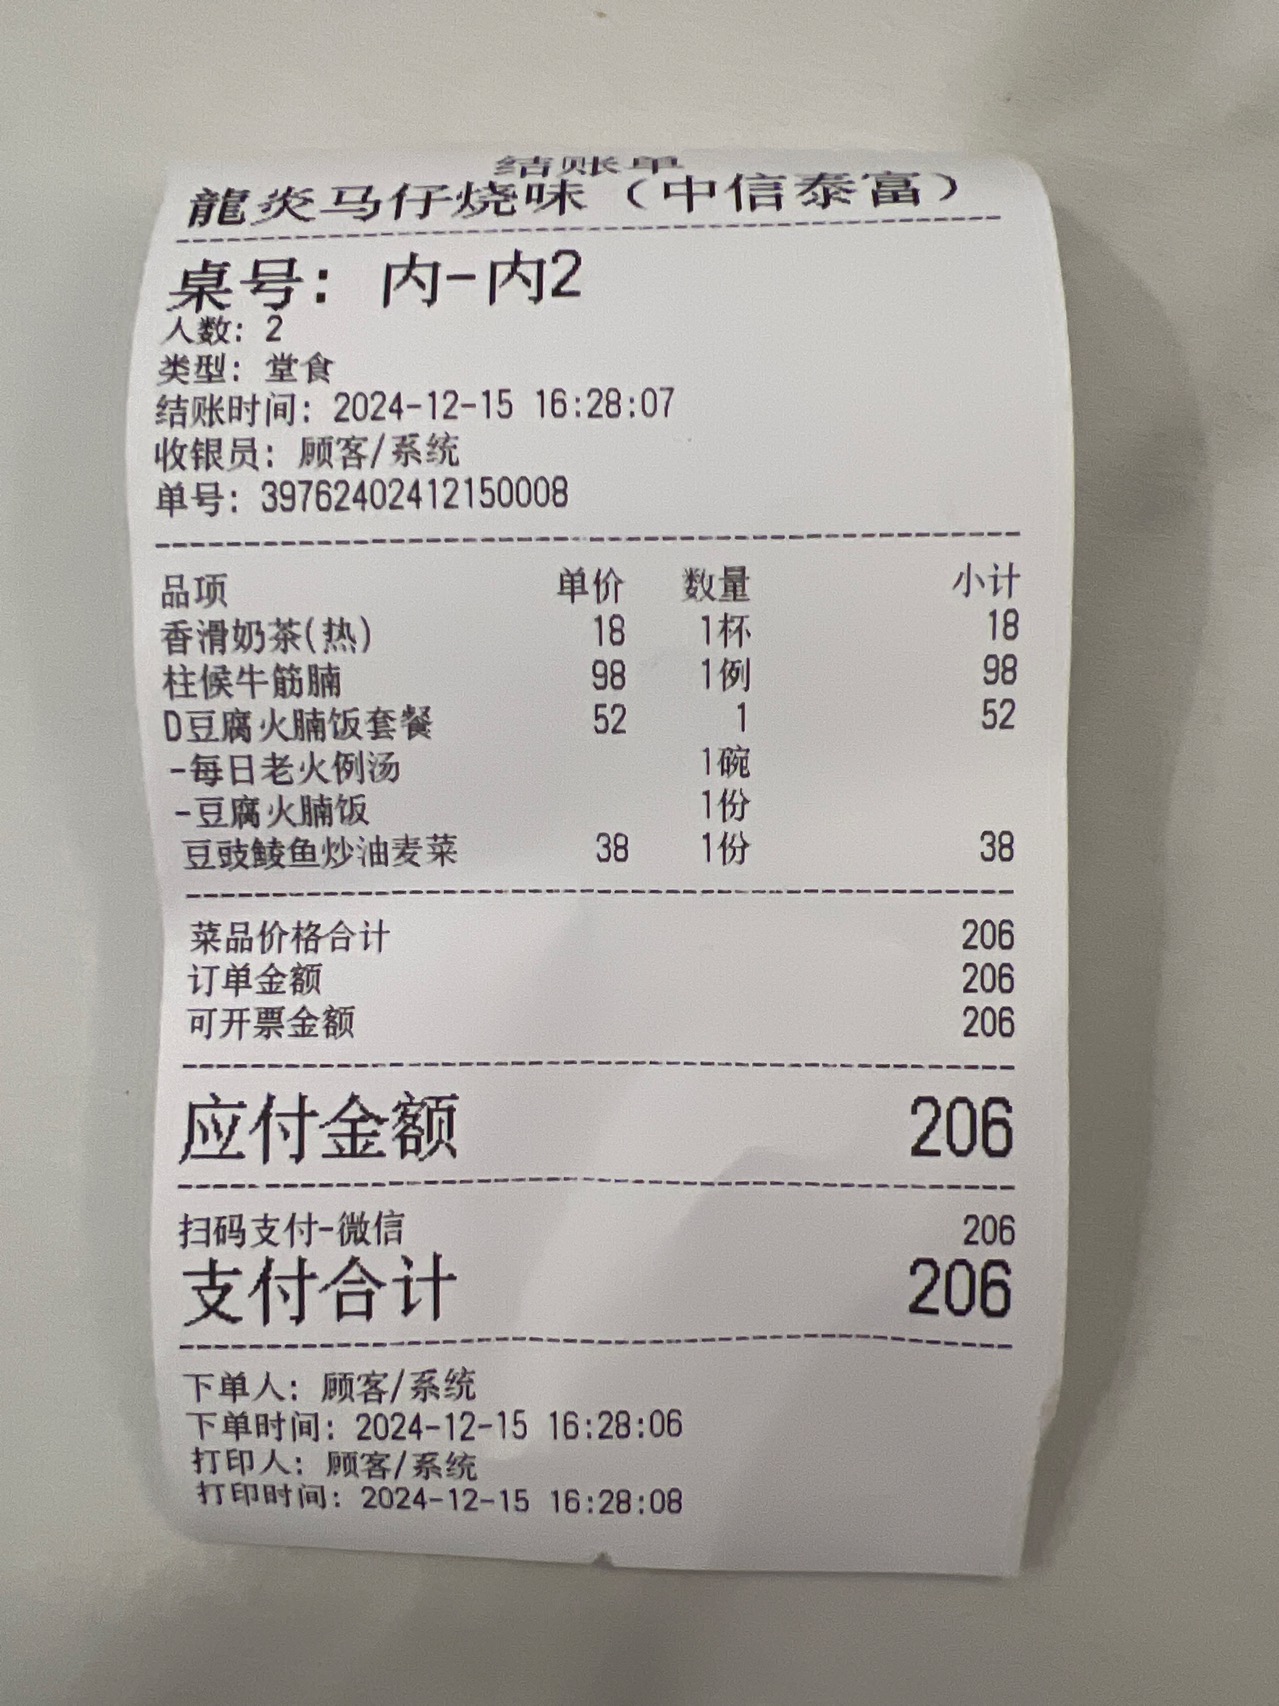 结账单
龍炎马仔烧味（中信泰富）
桌号: 内-内2
人数: 2
类型: 堂食
结账时间: 2024-12-15 16:28:07
收银员: 顾客/系统
单号: 39762402412150008
品项 单价 数量 小计
香滑奶茶(热) 18 1杯 18
柱候牛筋腩 98 1例 98
D豆腐火腩饭套餐 52 1 52
-每日老火例汤 1碗
-豆腐火腩饭 1份
豆豉鲮鱼炒油麦菜 38 1份 38
菜品价格合计 206
订单金额 206
可开票金额 206
应付金额 206
扫码支付-微信 206
支付合计 206
下单人: 顾客/系统
下单时间: 2024-12-15 16:28:06
打印人: 顾客/系统
打印时间: 2024-12-15 16:28:08